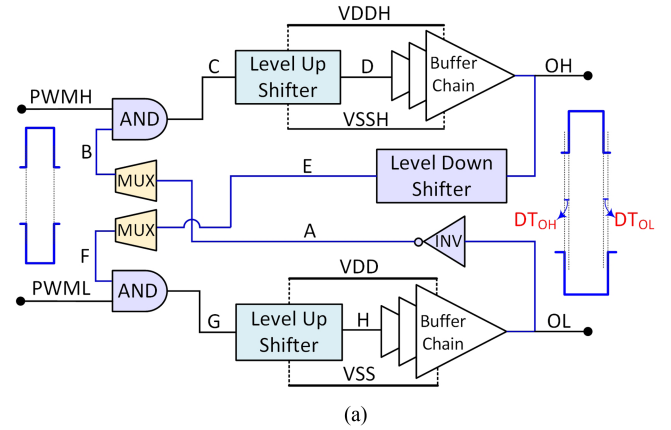 VDDH
C
Level Up
Shifter
D
Buffer
Chain
OH
PWMH
AND
VSSH
B
MUX
E
Level Down
Shifter
MUX
A
INV
DTOH
DTOL
F
VDD
AND
PWML
G
Level Up
Shifter
H
Buffer
Chain
OL
VSS
(a)